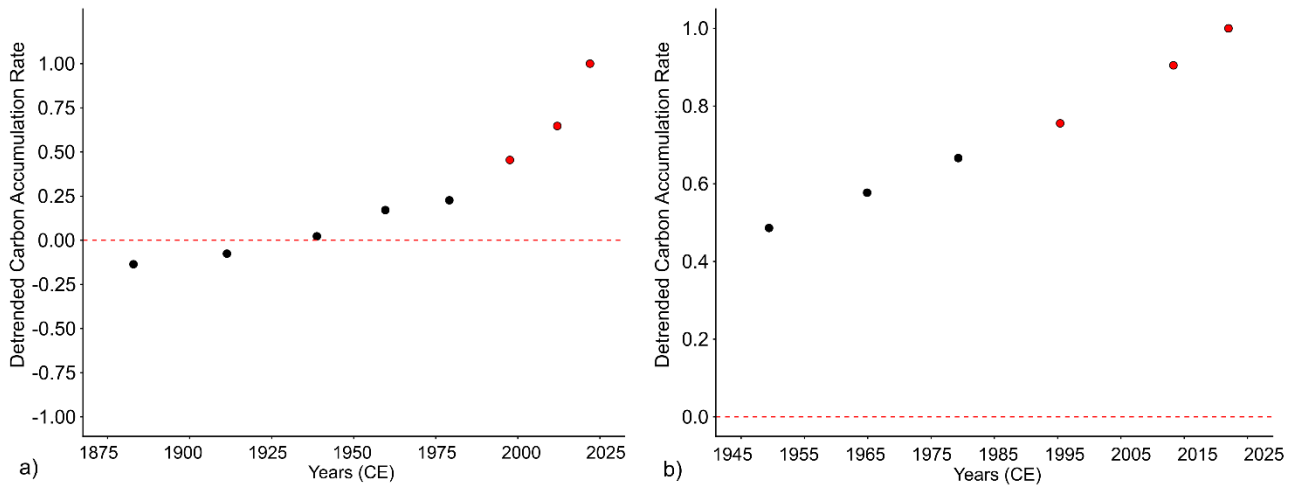 Detrended Carbon Accumulation Rate
1.00
0.75
0.50
0.25
0.00
-0.25
-0.50
-0.75
-1.00
1875 1900 1925 1950 1975 2000 2025
Years (CE)
a)
Detrended Carbon Accumulation Rate
1.0
0.8
0.6
0.4
0.2
0.0
1945 1955 1965 1975 1985 1995 2005 2015 2025
Years (CE)
b)